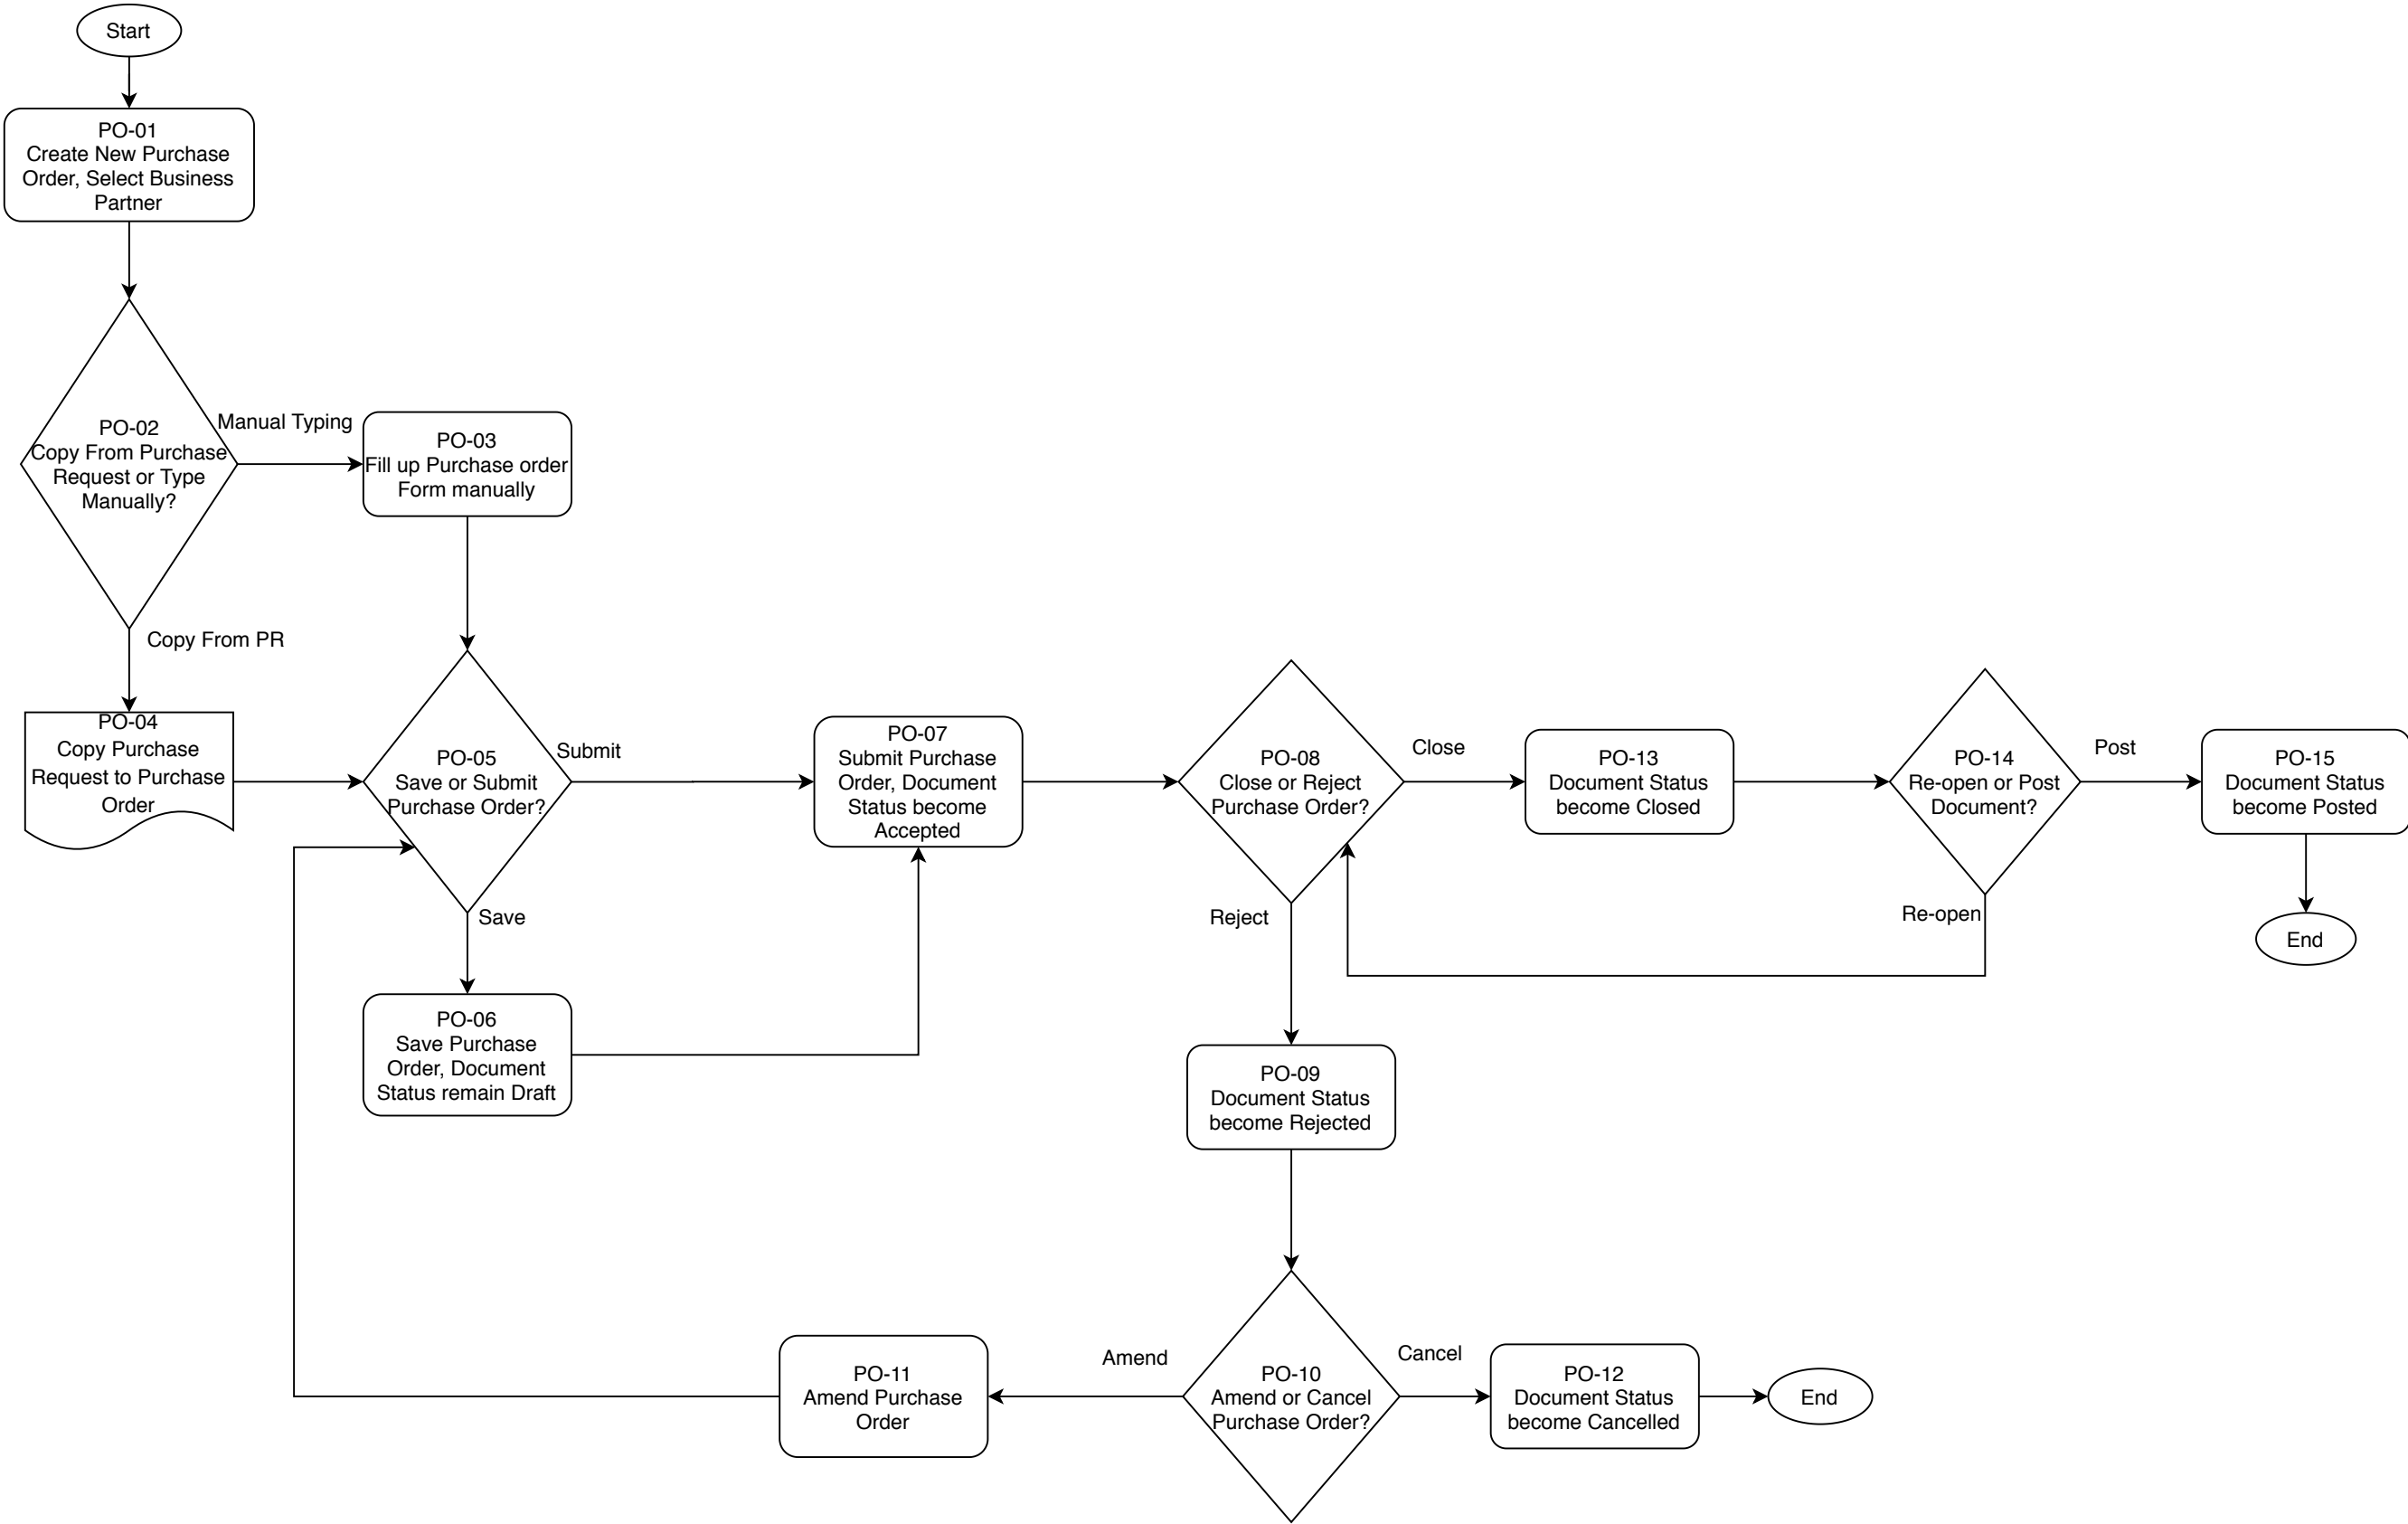 Start
PO-01
Create New Purchase
Order, Select Business
Partner
PO-02
Copy From Purchase
Request or Type
Manually?
Manual Typing
PO-03
Fill up Purchase order
Form manually
Copy From PR
PO-04
Copy Purchase
Request to Purchase
Order
PO-05
Save or Submit
Purchase Order?
Submit
Save
PO-06
Save Purchase
Order, Document
Status remain Draft
PO-07
Submit Purchase
Order, Document
Status become
Accepted
PO-08
Close or Reject
Purchase Order?
Close
Reject
PO-13
Document Status
become Closed
PO-14
Re-open or Post
Document?
Post
Re-open
PO-15
Document Status
become Posted
End
PO-09
Document Status
become Rejected
PO-10
Amend or Cancel
Purchase Order?
Amend
Cancel
PO-11
Amend Purchase
Order
PO-12
Document Status
become Cancelled
End